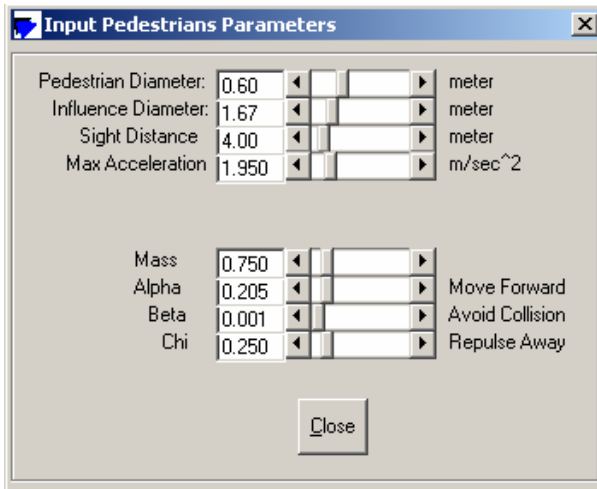 Input Pedestrians Parameters
Pedestrian Diameter: 0.60 meter
Influence Diameter: 1.67 meter
Sight Distance 4.00 meter
Max Acceleration 1.950 m/sec^2
Mass 0.750
Alpha 0.205 Move Forward
Beta 0.001 Avoid Collision
Chi 0.250 Repulse Away
Close